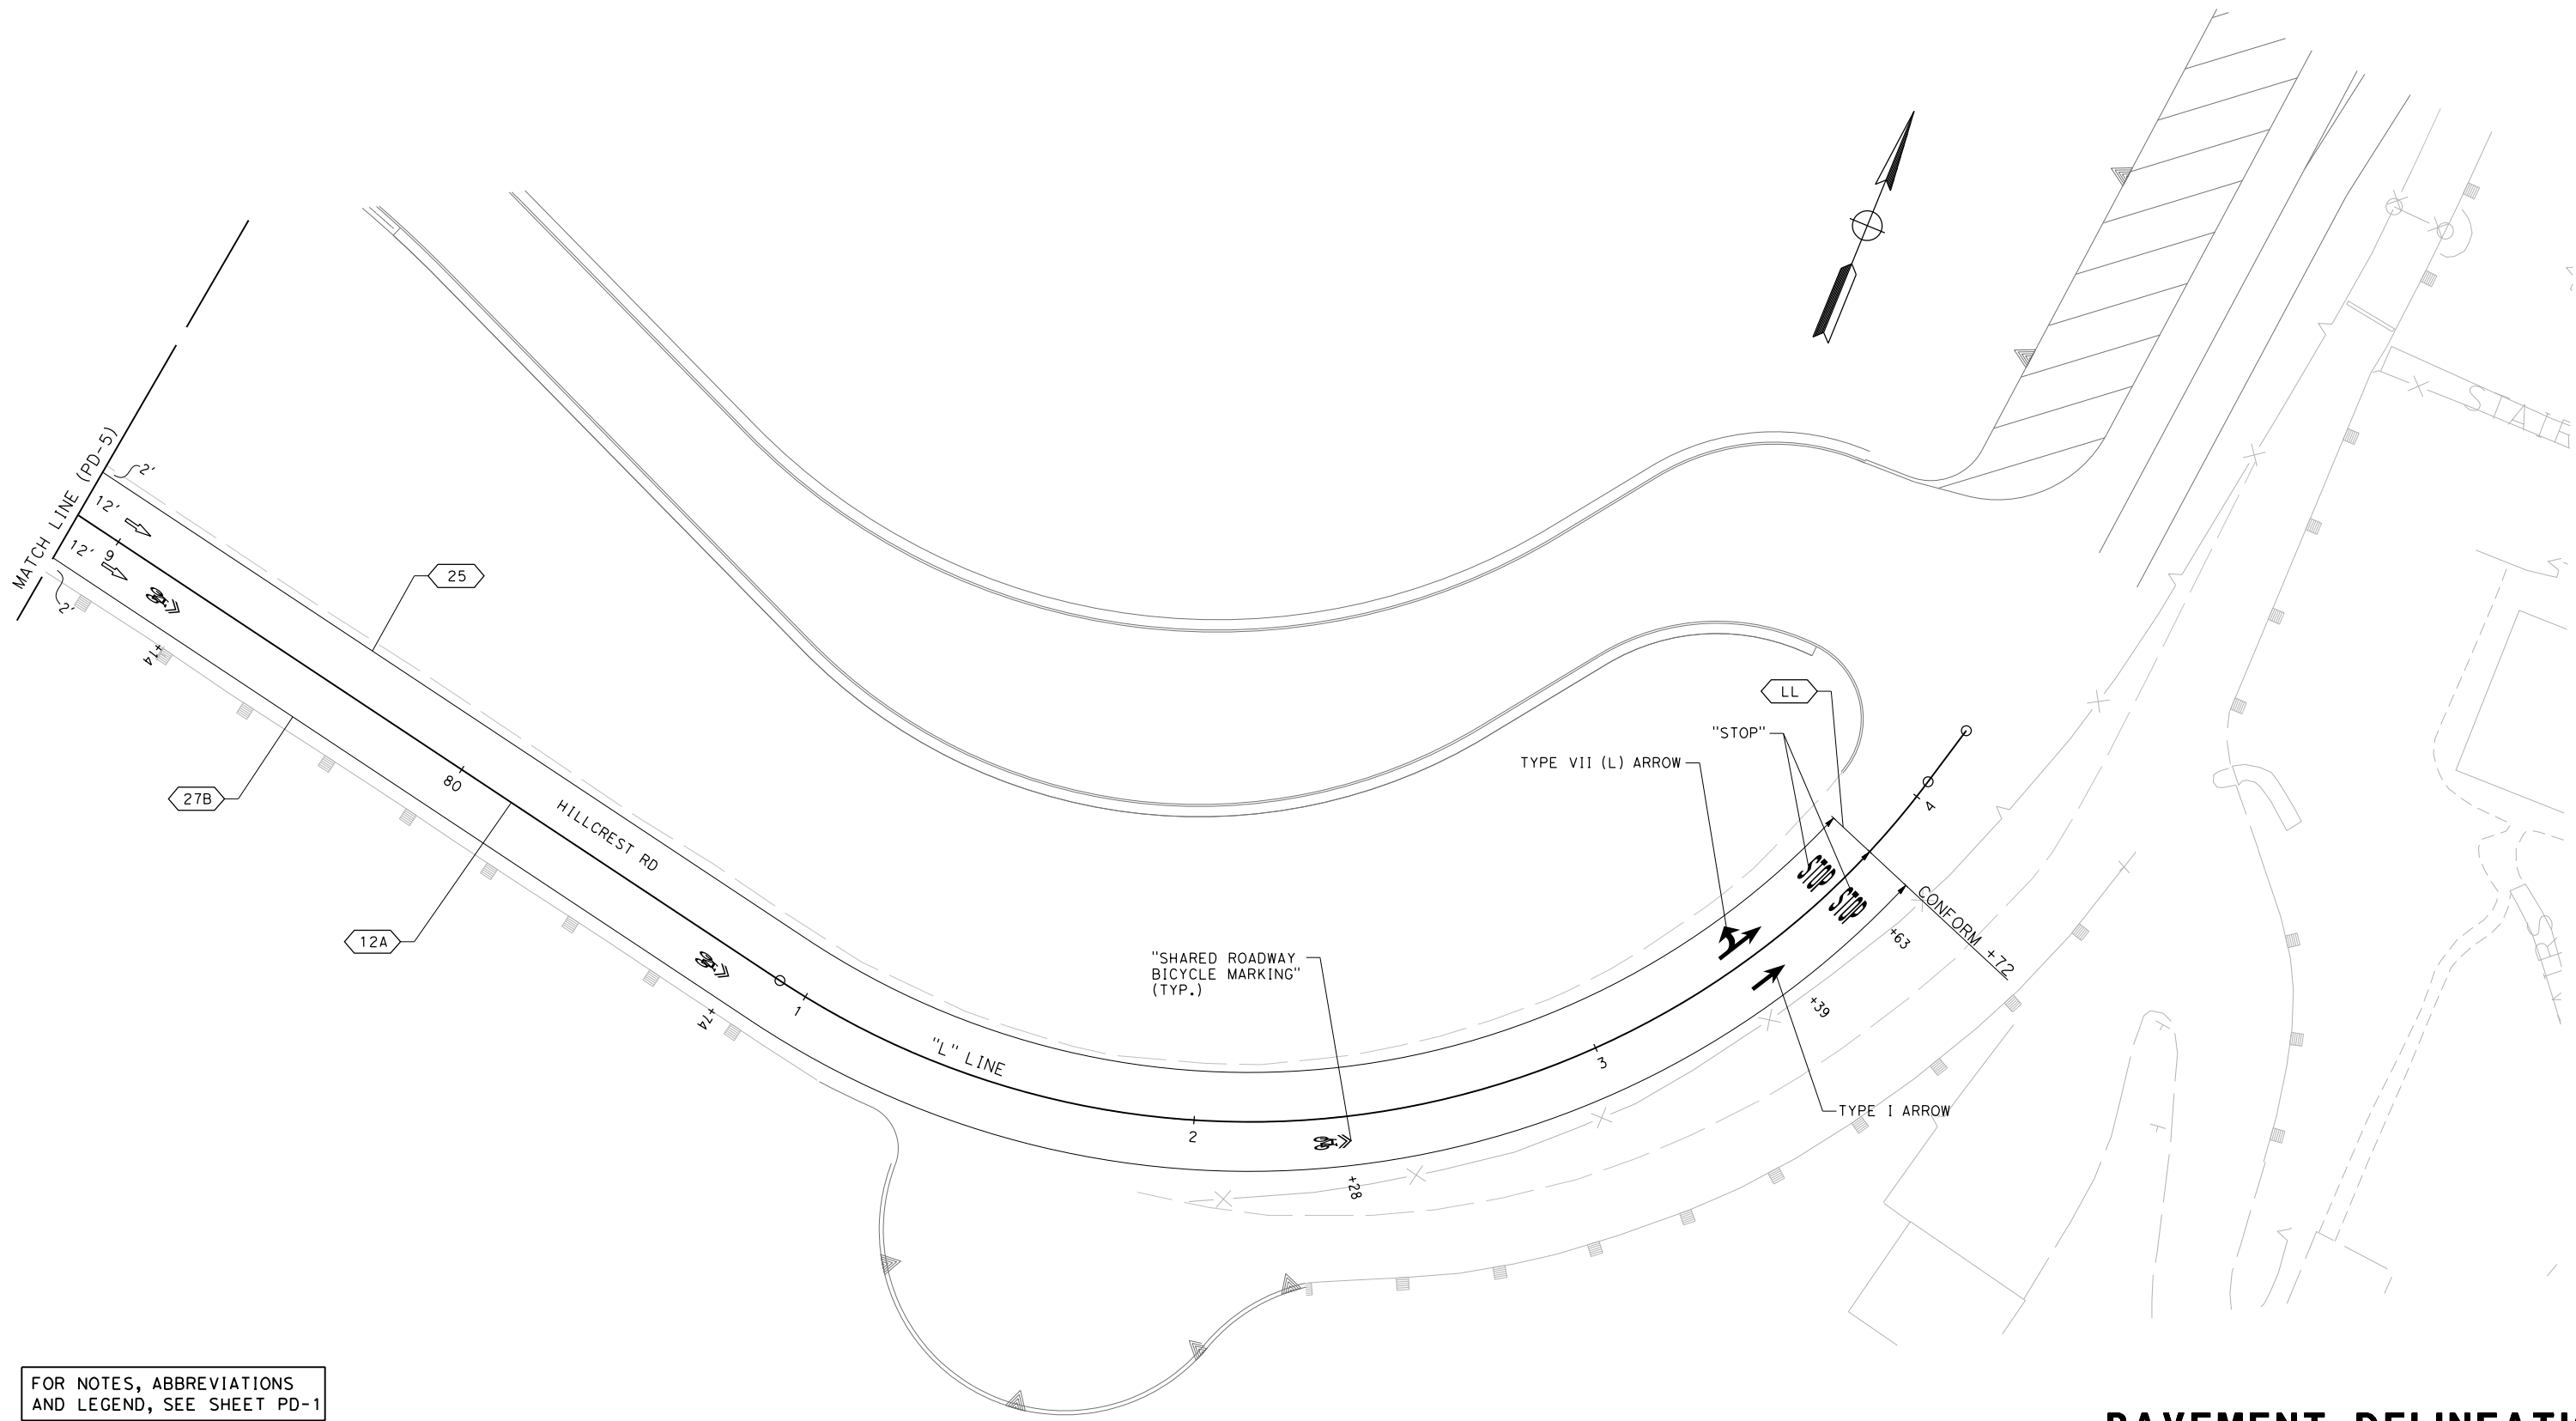 MATCH LINE (PD-5)
2'
12'
12'
9
2'
+74
25
27B
80
12A
HILLCREST RD
+74
1
"L" LINE
"SHARED ROADWAY
BICYCLE MARKING"
(TYP.)
2
+28
3
LL
"STOP"
TYPE VII (L) ARROW
STOP
STOP
4
CONFORM +72
+63
+39
TYPE I ARROW
FOR NOTES, ABBREVIATIONS
AND LEGEND, SEE SHEET PD-1